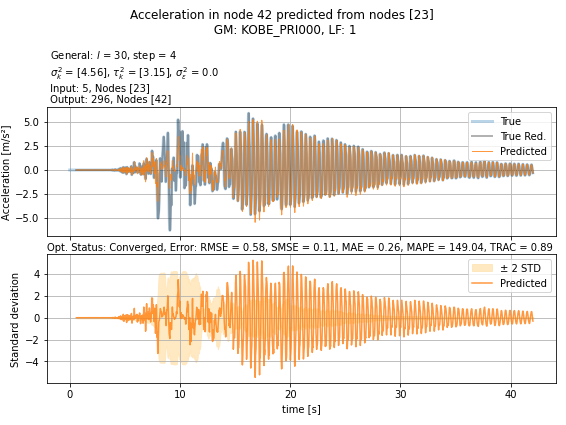 Acceleration in node 42 predicted from nodes [23]
GM: KOBE_PRI000, LF: 1
General: l = 30, step = 4
σ²ₖ = [4.56], τ²ₖ = [3.15], σ²ε = 0.0
Input: 5, Nodes [23]
Output: 296, Nodes [42]
Acceleration [m/s²]
5.0
2.5
0.0
−2.5
−5.0
True
True Red.
Predicted
Opt. Status: Converged, Error: RMSE = 0.58, SMSE = 0.11, MAE = 0.26, MAPE = 149.04, TRAC = 0.89
Standard deviation
4
2
0
−2
−4
± 2 STD
Predicted
0 10 20 30 40
time [s]